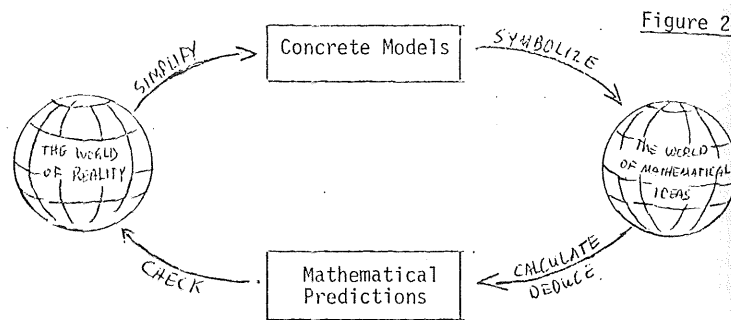 Figure 2
SIMPLIFY
Concrete Models
SYMBOLIZE
THE WORLD
OF REALITY
THE WORLD
OF MATHEMATICAL
IDEAS
CHECK
Mathematical
Predictions
CALCULATE
DEDUCE